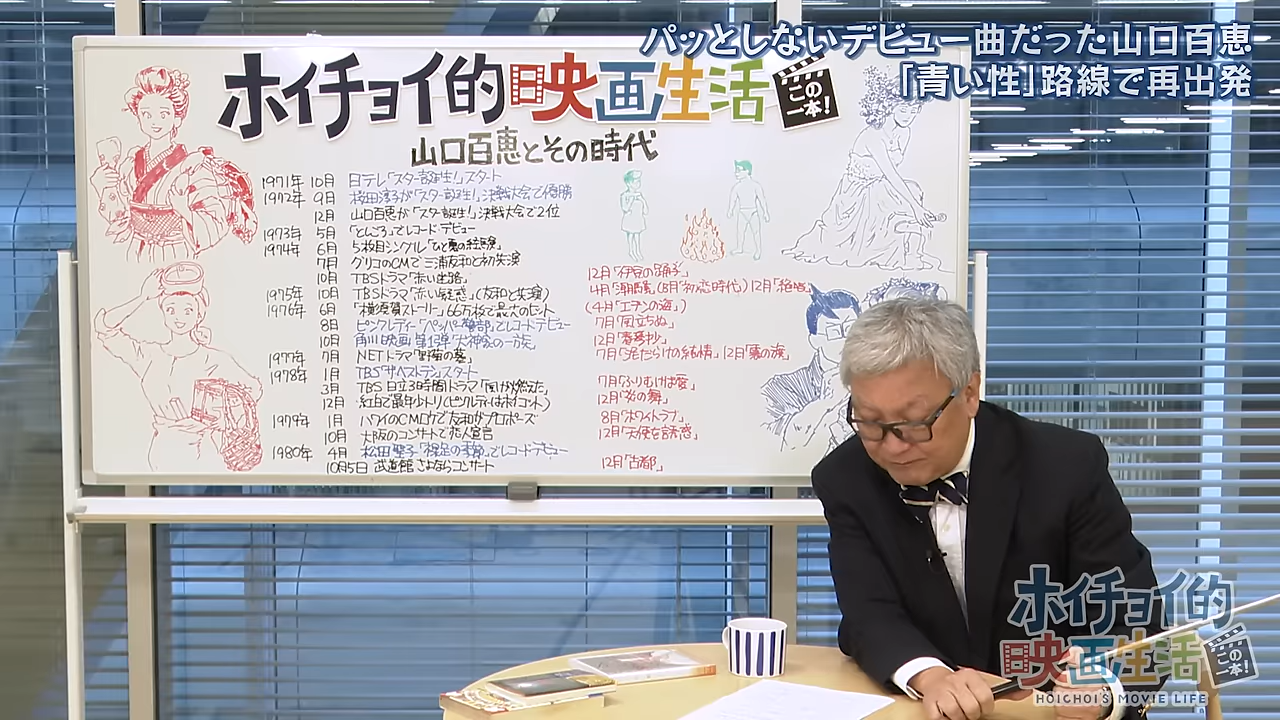 パッとしないデビュー曲だった山口百恵
「青い性」路線で再出発
ホイチョイ的映画生活 この一本!
山口百恵とその時代
1971年 10月 日テレ「スター誕生!」スタート
1972年 9月 桜田淳子が「スター誕生!」決戦大会で優勝
12月 山口百恵が「スター誕生!」決戦大会で2位
1973年 5月 「としごろ」でレコードデビュー
1974年 6月 5枚目シングル「ひと夏の経験」
7月 グリコのCMで三浦友和と初共演
10月 TBSドラマ「赤い迷路」 12月「伊豆の踊子」
1975年 10月 TBSドラマ「赤い疑惑」(友和と共演) 4月「潮騒」(8月「初恋時代」) 12月「絶唱」
1976年 6月 「横須賀ストーリー」66万枚で最大のヒット (4月「エデンの海」)
8月 ピンクレディー「ペッパー警部」でレコードデビュー 7月「風立ちぬ」
10月 角川映画 第1弾「犬神家の一族」 12月「春琴抄」
1977年 7月 NETドラマ「野菊の墓」 7月「泥だらけの純情」 12月「霧の旗」
1978年 1月 TBS「ザ・ベストテン」スタート
3月 TBS 日立3時間ドラマ「風が燃えた」 7月「ふりむけば愛」
12月 紅白で最年少トリ(ピンクレディは木村コット) 12月「炎の舞」
1979年 1月 ハワイのCMロケで友和がプロポーズ 8月「ホワイト・ラブ」
10月 大阪のコンサートで恋人宣言 12月「天使を誘惑」
1980年 4月 松田聖子「裸足の季節」でレコードデビュー
10月5日 武道館 さよならコンサート 12月「古都」
ホイチョイ的
映画生活 この一本!
HOICHOI'S MOVIE LIFE